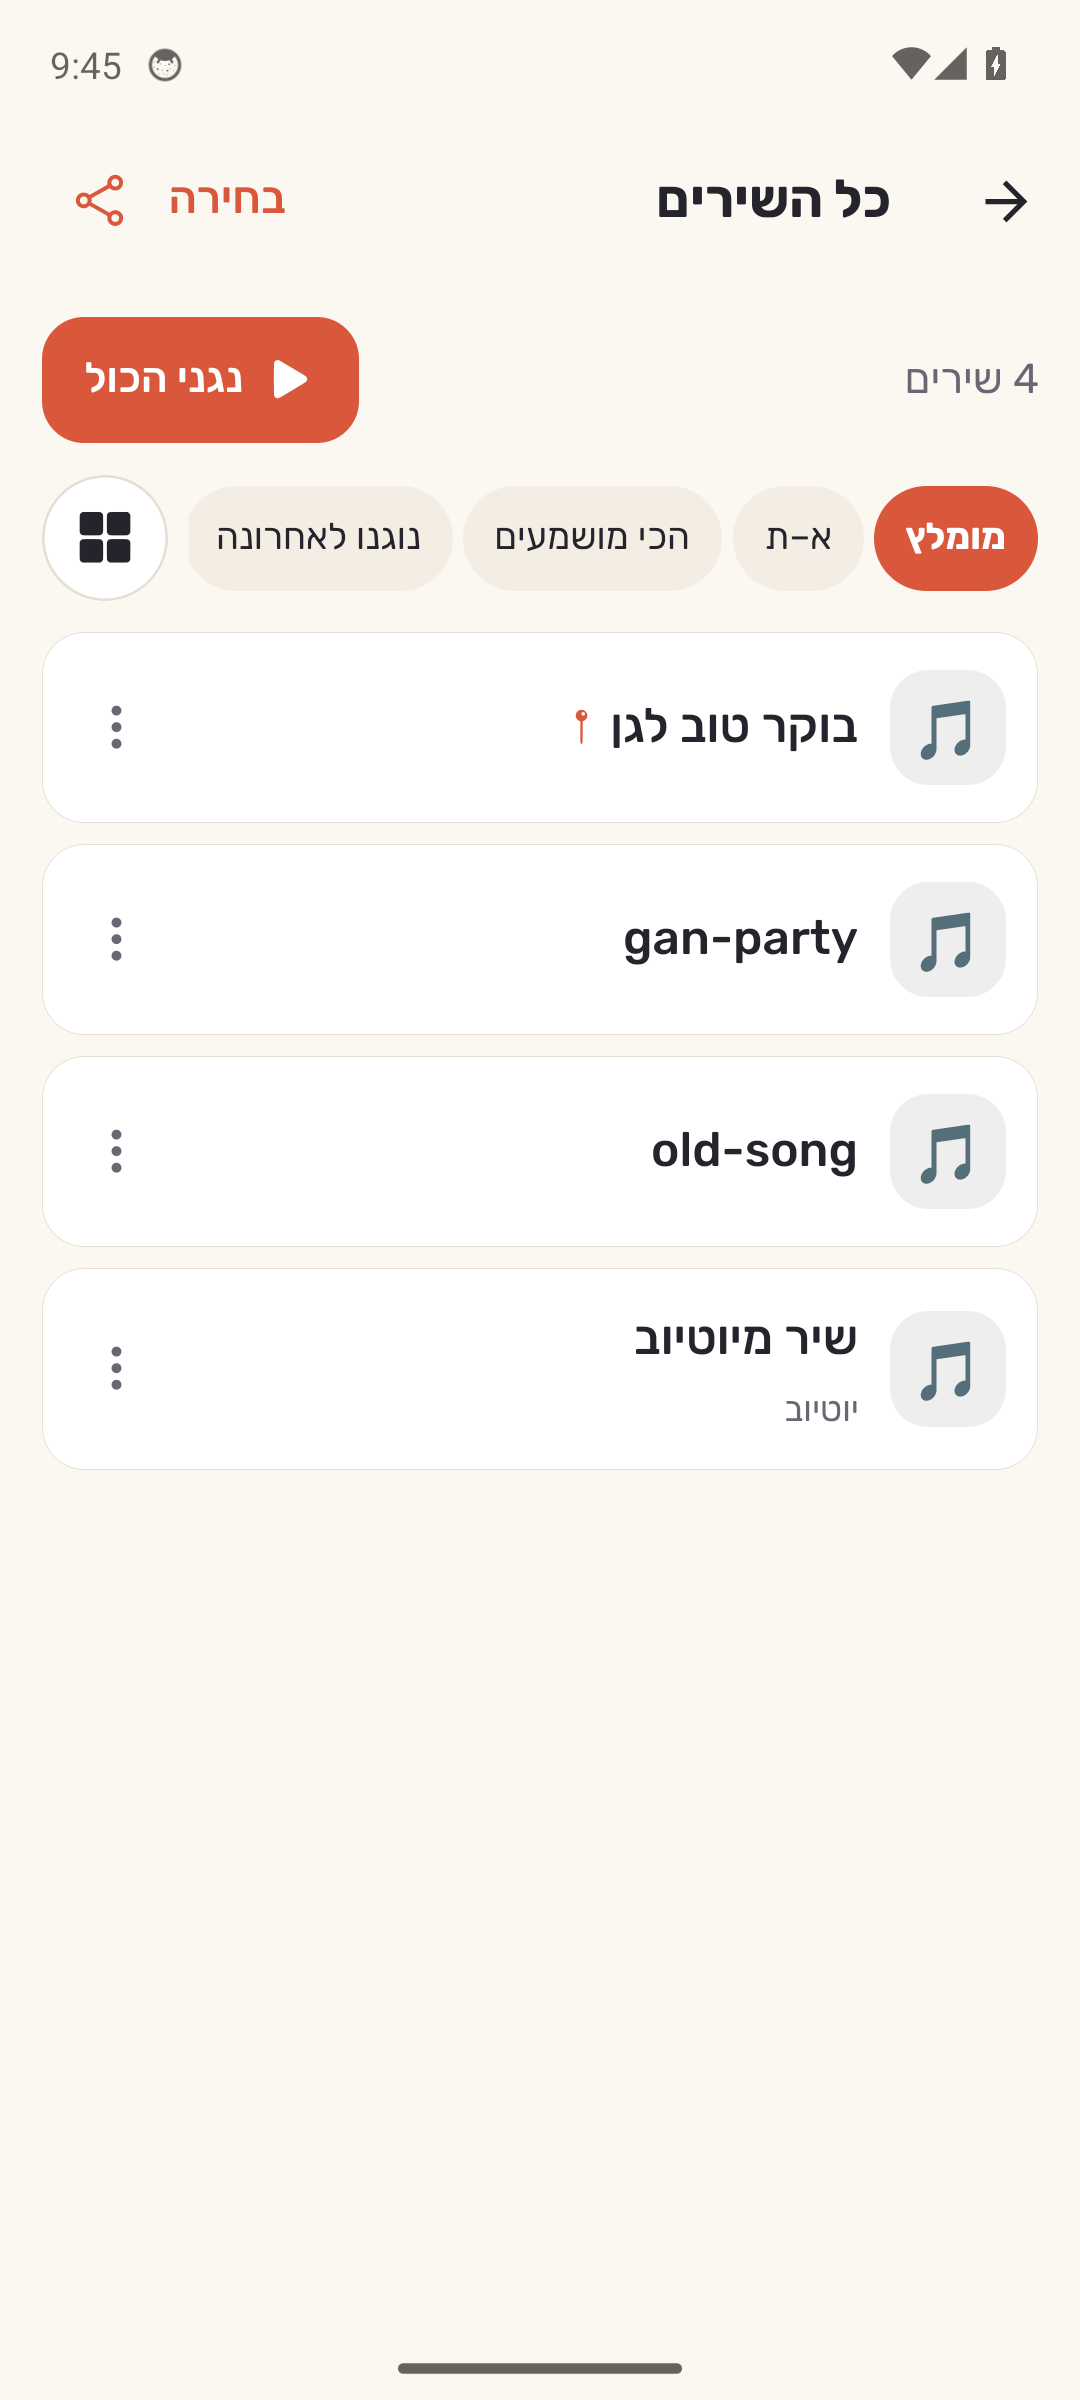 9:45
כל השירים
בחירה
4 שירים
נגני הכול
מומלץ
א–ת
הכי מושמעים
נוגנו לאחרונה
בוקר טוב לגן
gan-party
old-song
שיר מיוטיוב
יוטיוב